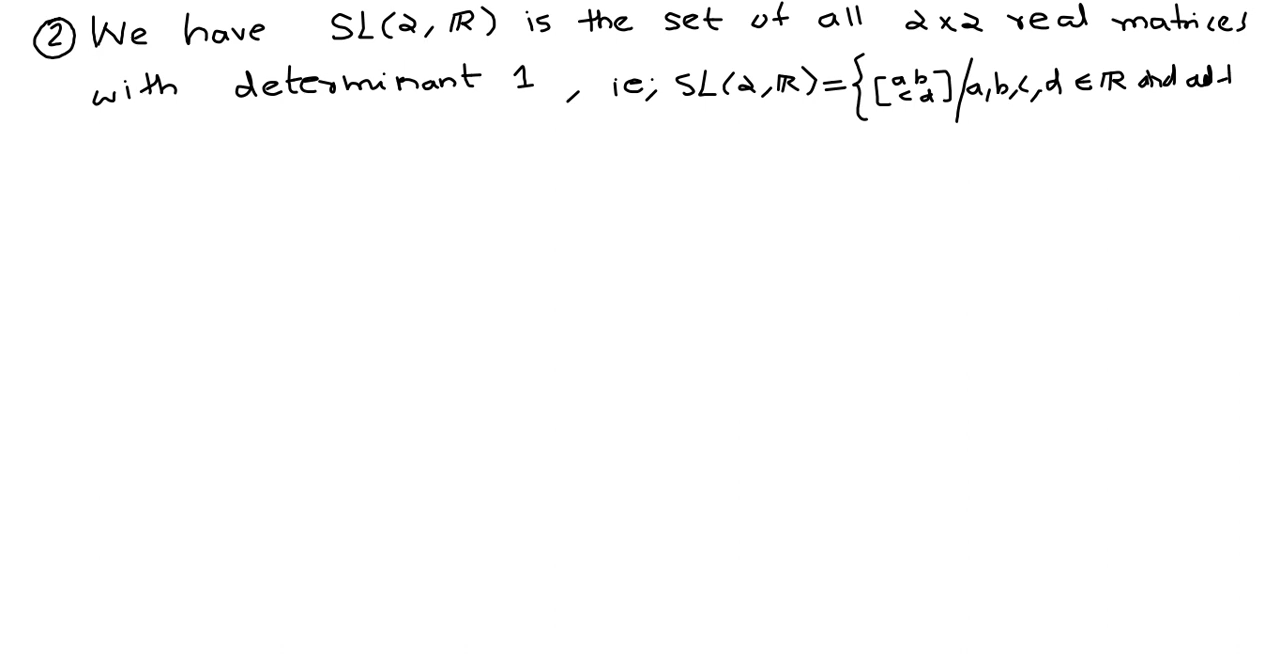 ② We have SL(2, ℝ) is the set of all 2x2 real matrices
with determinant 1 , ie; SL(2,ℝ)={[a b c d]/a,b,c,d ∈ ℝ and ad-